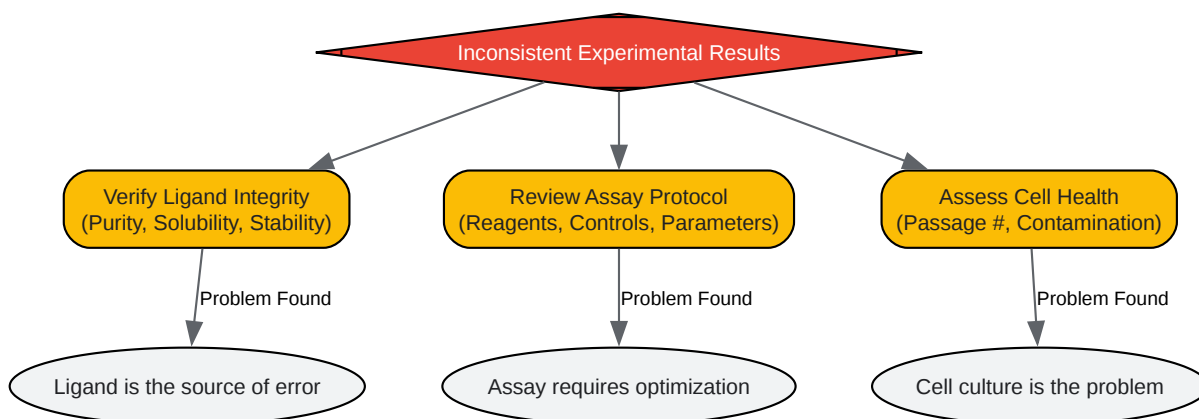 Inconsistent Experimental Results
Verify Ligand Integrity
(Purity, Solubility, Stability)
Review Assay Protocol
(Reagents, Controls, Parameters)
Assess Cell Health
(Passage #, Contamination)
Problem Found
Problem Found
Problem Found
Ligand is the source of error
Assay requires optimization
Cell culture is the problem